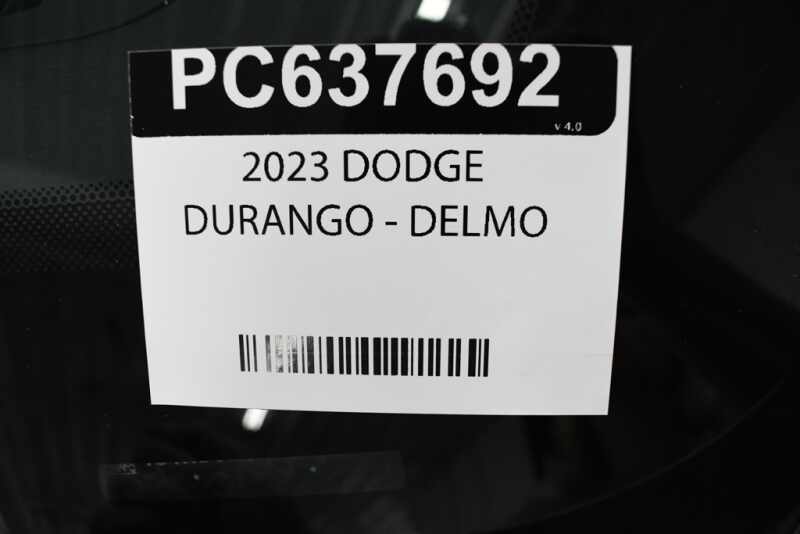 PC637692
v 4.0
2023 DODGE
DURANGO - DELMO